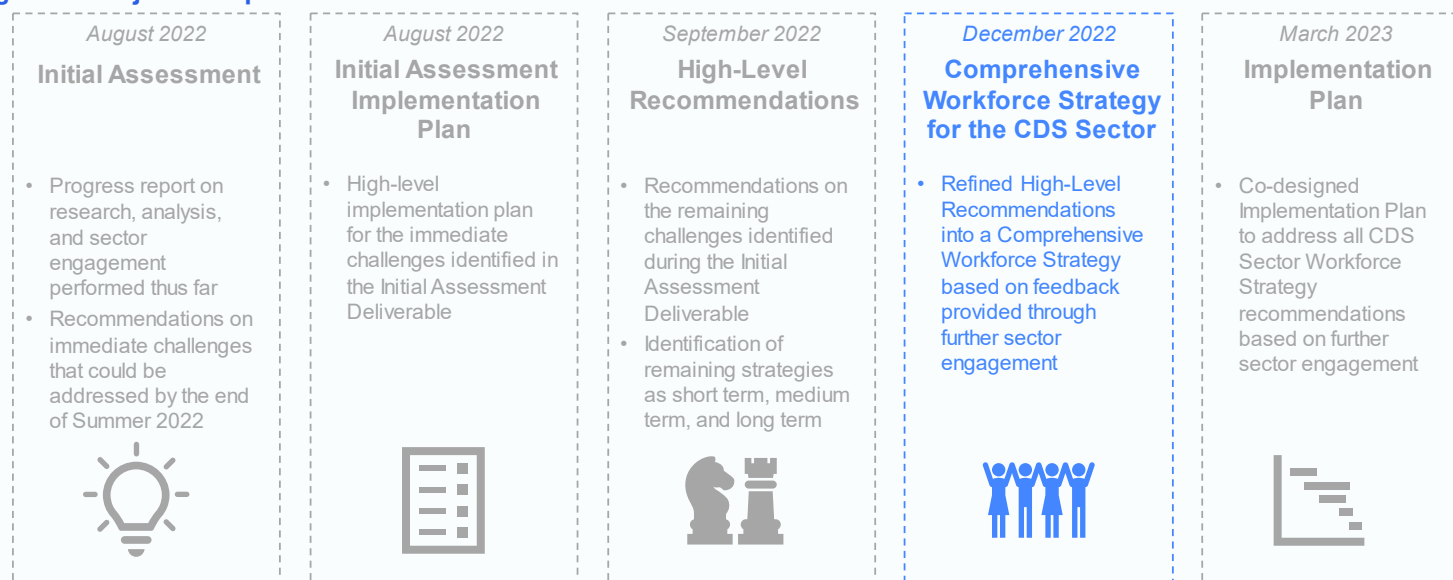 August 2022
Initial Assessment
• Progress report on
research, analysis,
and sector
engagement
performed thus far
• Recommendations on
immediate challenges
that could be
addressed by the end
of Summer 2022
August 2022
Initial Assessment
Implementation
Plan
• High-level
implementation plan
for the immediate
challenges identified in
the Initial Assessment
Deliverable
September 2022
High-Level
Recommendations
• Recommendations on
the remaining
challenges identified
during the Initial
Assessment
Deliverable
• Identification of
remaining strategies
as short term, medium
term, and long term
December 2022
Comprehensive
Workforce Strategy
for the CDS Sector
• Refined High-Level
Recommendations
into a Comprehensive
Workforce Strategy
based on feedback
provided through
further sector
engagement
March 2023
Implementation
Plan
• Co-designed
Implementation Plan
to address all CDS
Sector Workforce
Strategy
recommendations
based on further
sector engagement